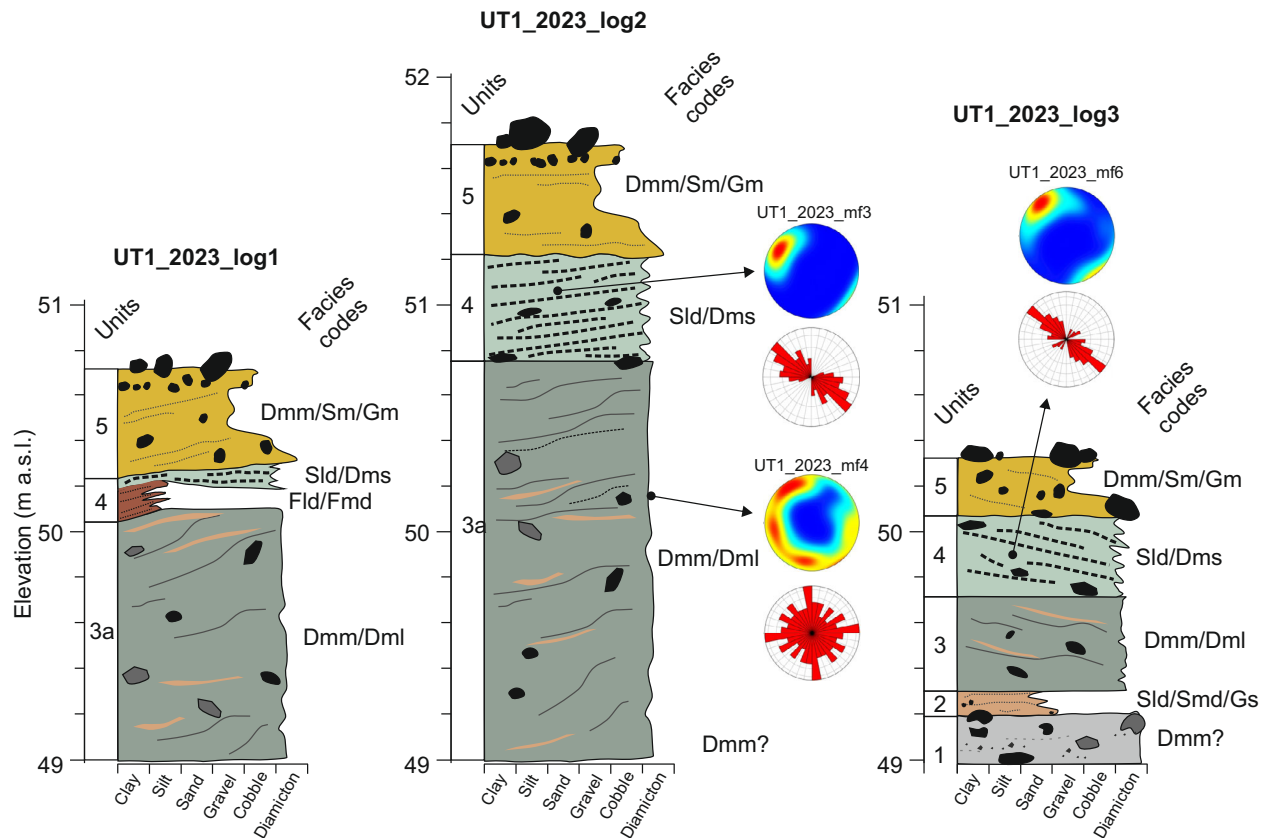 UT1_2023_log2
52
Units
Facies
codes
5
Dmm/Sm/Gm
51
4
Sld/Dms
3a
50
Dmm/Dml
49
Dmm?
Clay
Silt
Sand
Gravel
Cobble
Diamicton
UT1_2023_mf3
UT1_2023_mf4
UT1_2023_log1
51
Units
Facies
codes
5
Dmm/Sm/Gm
Sld/Dms
4
Fld/Fmd
50
Elevation (m a.s.l.)
3a
Dmm/Dml
49
Clay
Silt
Sand
Gravel
Cobble
Diamicton
UT1_2023_log3
UT1_2023_mf6
51
Units
Facies
codes
5
Dmm/Sm/Gm
50
4
Sld/Dms
3
Dmm/Dml
2
Sld/Smd/Gs
1
Dmm?
49
Clay
Silt
Sand
Gravel
Cobble
Diamicton